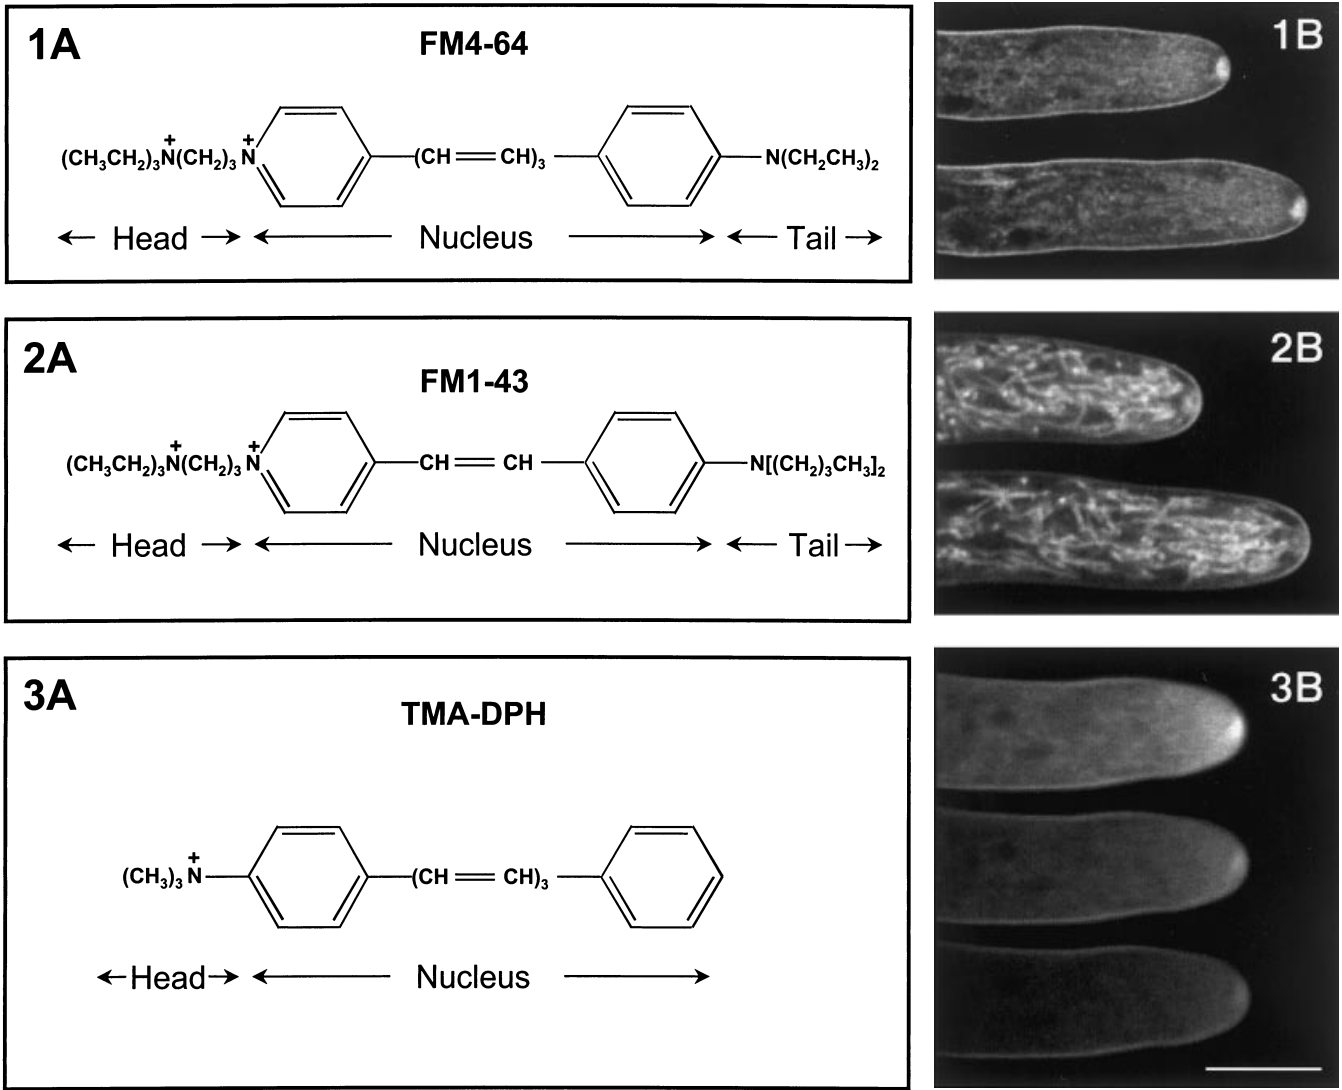 1A
FM4-64
1B
(CH₃CH₂)₃N⁺(CH₂)₃ N⁺ (CH=CH)₃ N(CH₂CH₃)₂
Head Nucleus Tail
2A
FM1-43
2B
(CH₃CH₂)₃N⁺(CH₂)₃ N⁺ CH=CH N[(CH₂)₃CH₃]₂
Head Nucleus Tail
3A
TMA-DPH
3B
(CH₃)₃ N⁺ (CH=CH)₃
Head Nucleus